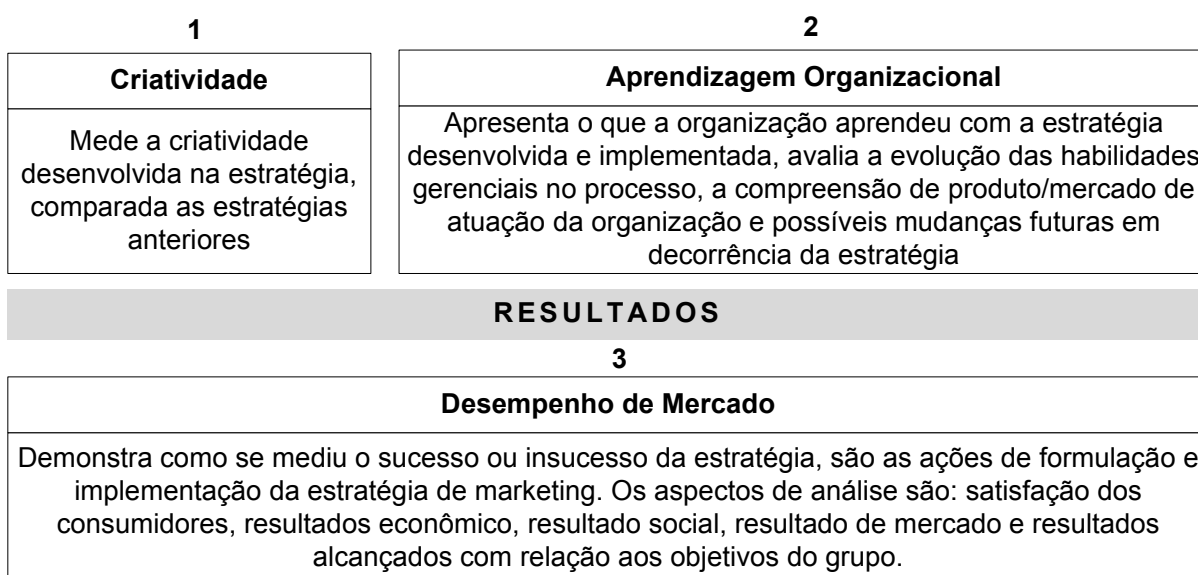 1
Criatividade
Mede a criatividade
desenvolvida na estratégia,
comparada as estratégias
anteriores
2
Aprendizagem Organizacional
Apresenta o que a organização aprendeu com a estratégia
desenvolvida e implementada, avalia a evolução das habilidades
gerenciais no processo, a compreensão de produto/mercado de
atuação da organização e possíveis mudanças futuras em
decorrência da estratégia
RESULTADOS
3
Desempenho de Mercado
Demonstra como se mediu o sucesso ou insucesso da estratégia, são as ações de formulação e
implementação da estratégia de marketing. Os aspectos de análise são: satisfação dos
consumidores, resultados econômico, resultado social, resultado de mercado e resultados
alcançados com relação aos objetivos do grupo.